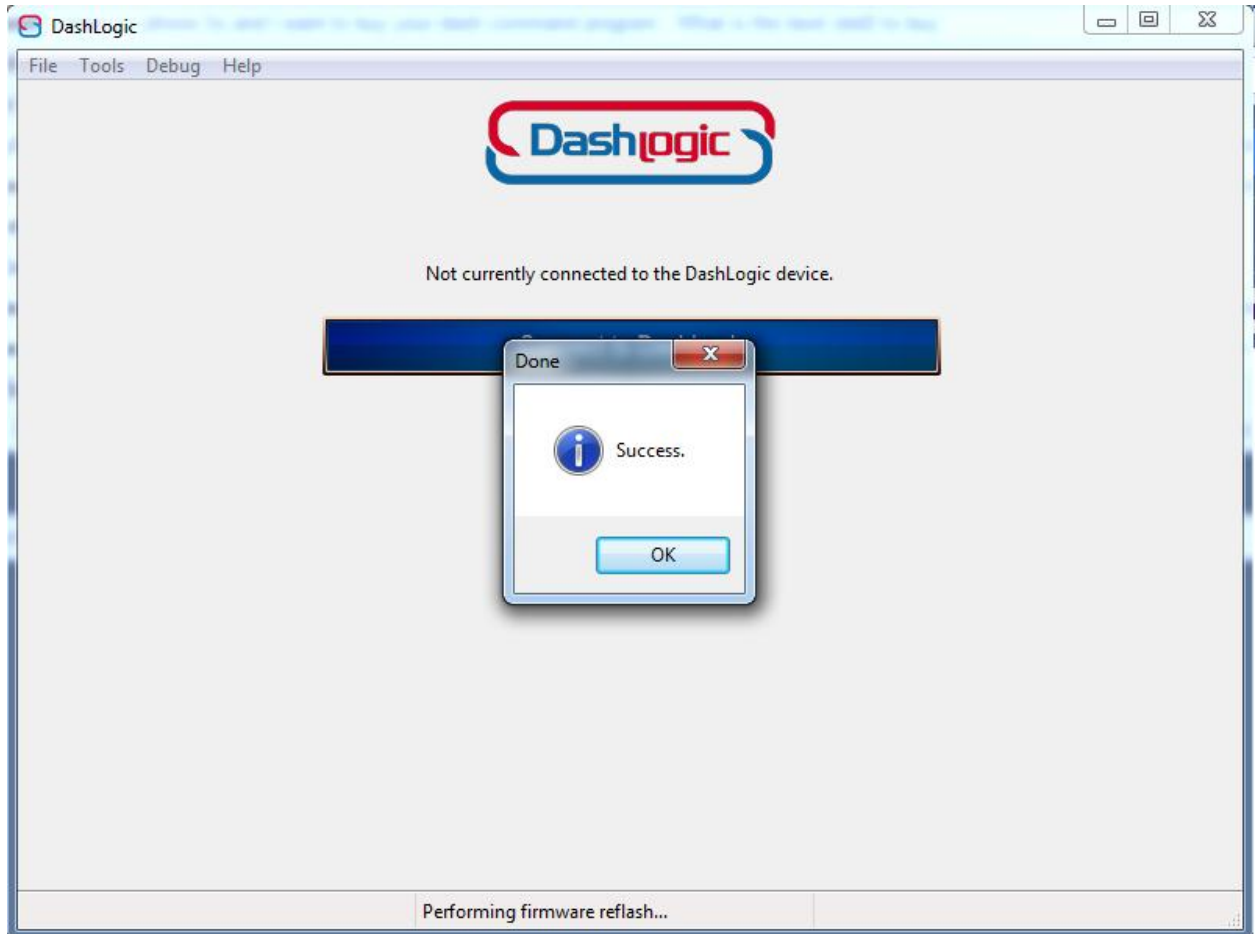 DashLogic
File Tools Debug Help
Dashlogic
Not currently connected to the DashLogic device.
Done
Success.
OK
Performing firmware reflash...